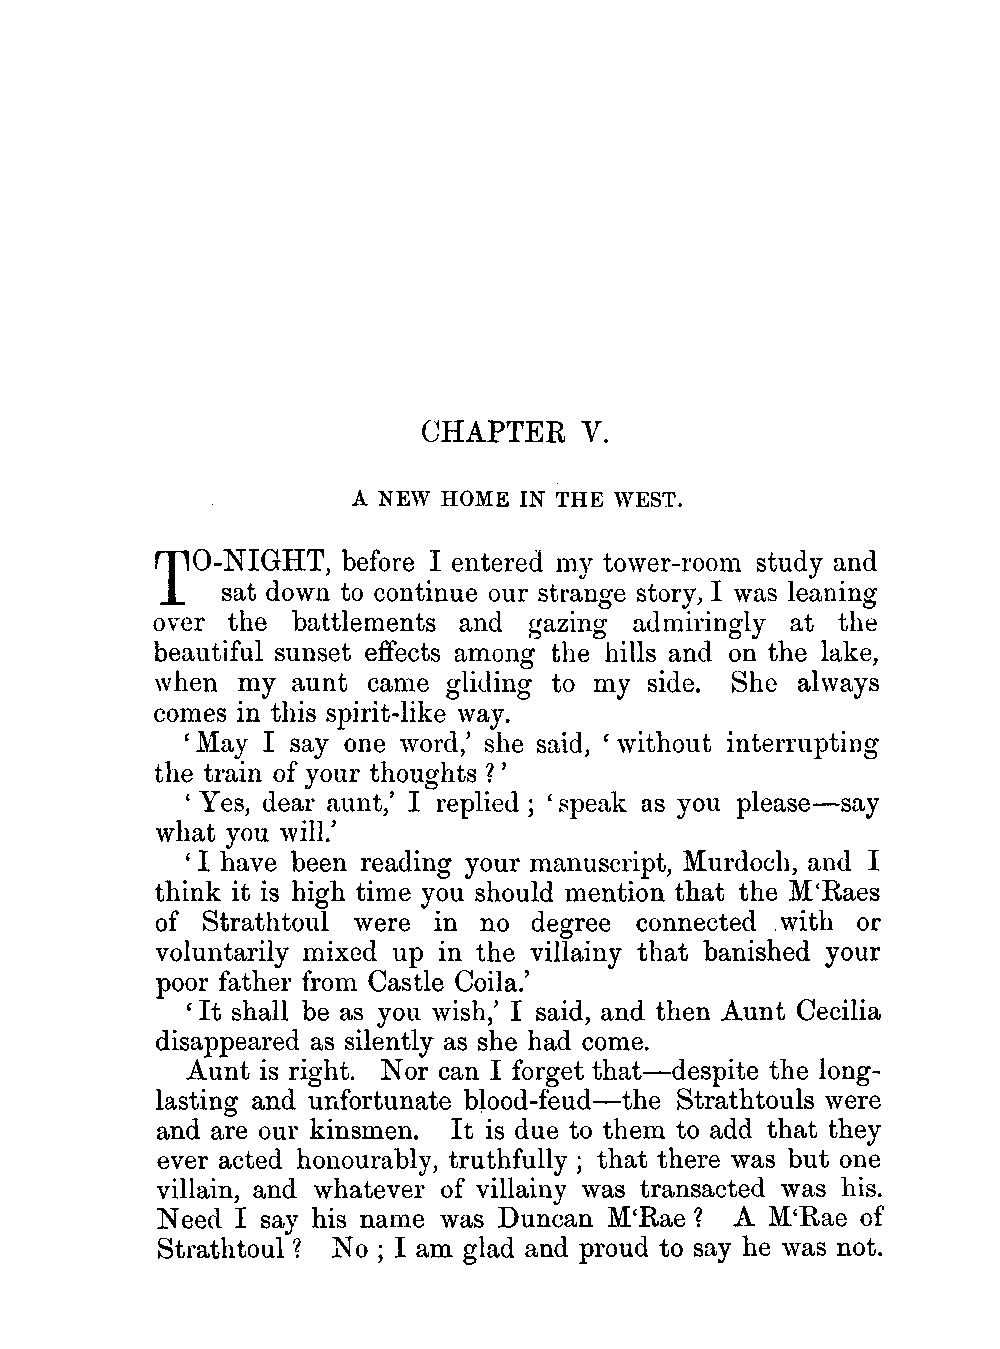 CHAPTER V.
A NEW HOME IN THE WEST.
TO-NIGHT, before I entered my tower-room study and
sat down to continue our strange story, I was leaning
over the battlements and gazing admiringly at the
beautiful sunset effects among the hills and on the lake,
when my aunt came gliding to my side. She always
comes in this spirit-like way.
‘May I say one word,’ she said, ‘without interrupting
the train of your thoughts?’
‘Yes, dear aunt,’ I replied; ‘speak as you please—say
what you will.’
‘I have been reading your manuscript, Murdoch, and I
think it is high time you should mention that the M‘Raes
of Strathtoul were in no degree connected with or
voluntarily mixed up in the villainy that banished your
poor father from Castle Coila.’
‘It shall be as you wish,’ I said, and then Aunt Cecilia
disappeared as silently as she had come.
Aunt is right. Nor can I forget that—despite the long-
lasting and unfortunate blood-feud—the Strathtouls were
and are our kinsmen. It is due to them to add that they
ever acted honourably, truthfully; that there was but one
villain, and whatever of villainy was transacted was his.
Need I say his name was Duncan M‘Rae? A M‘Rae of
Strathtoul? No; I am glad and proud to say he was not.